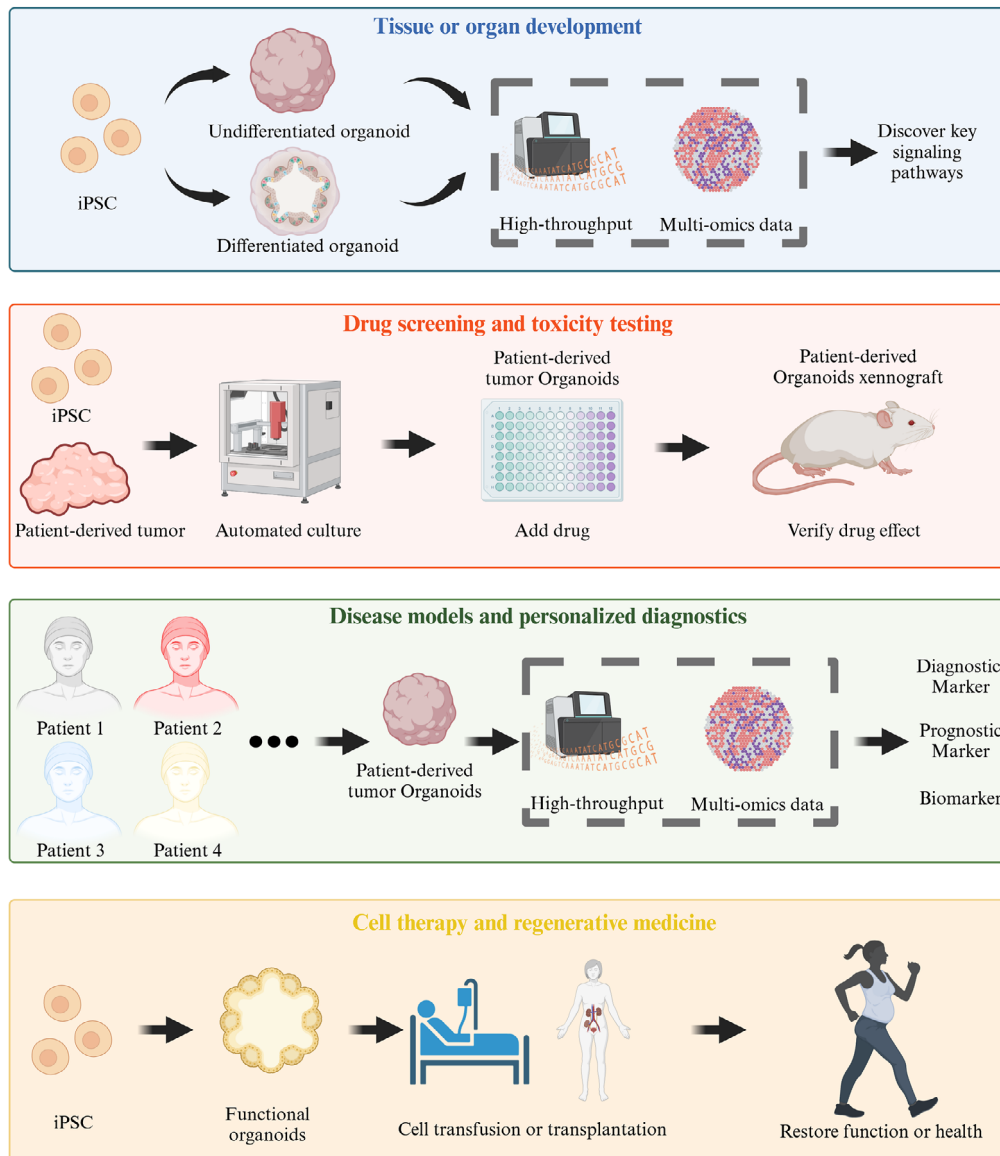 Tissue or organ development
iPSC
Undifferentiated organoid
Differentiated organoid
AAATATCATGCGCAT
High-throughput
Multi-omics data
Discover key
signaling
pathways
Drug screening and toxicity testing
iPSC
Patient-derived tumor
Automated culture
Patient-derived
tumor Organoids
Add drug
Patient-derived
Organoids xennograft
Verify drug effect
Disease models and personalized diagnostics
Patient 1
Patient 2
Patient 3
Patient 4
Patient-derived
tumor Organoids
High-throughput
Multi-omics data
Diagnostic
Marker
Prognostic
Marker
Biomarker
Cell therapy and regenerative medicine
iPSC
Functional
organoids
Cell transfusion or transplantation
Restore function or health